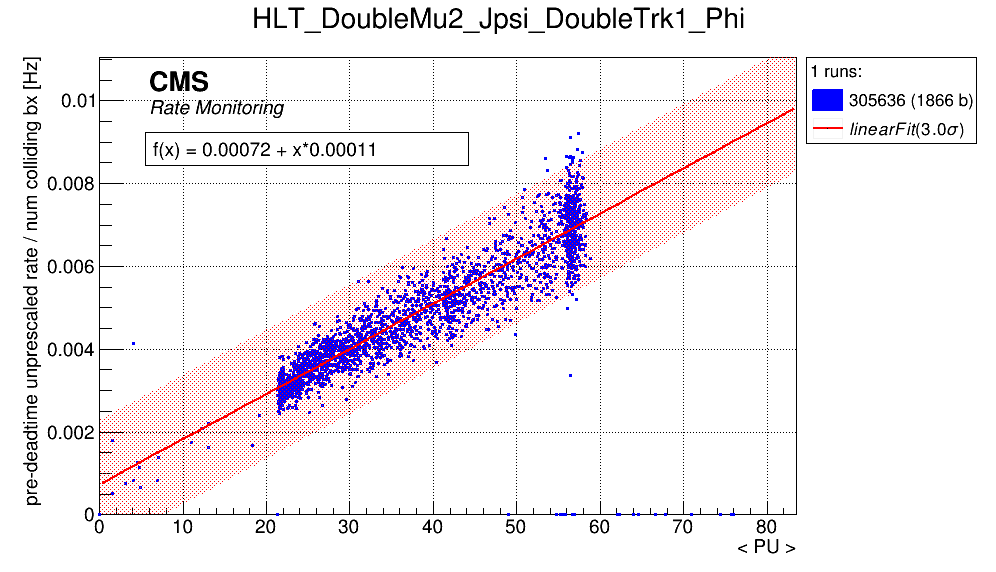 HLT_DoubleMu2_Jpsi_DoubleTrk1_Phi
CMS
Rate Monitoring
f(x) = 0.00072 + x*0.00011
1 runs:
305636 (1866 b)
linearFit(3.0σ)
pre-deadtime unprescaled rate / num colliding bx [Hz]
0.01
0.008
0.006
0.004
0.002
0
0 10 20 30 40 50 60 70 80
< PU >